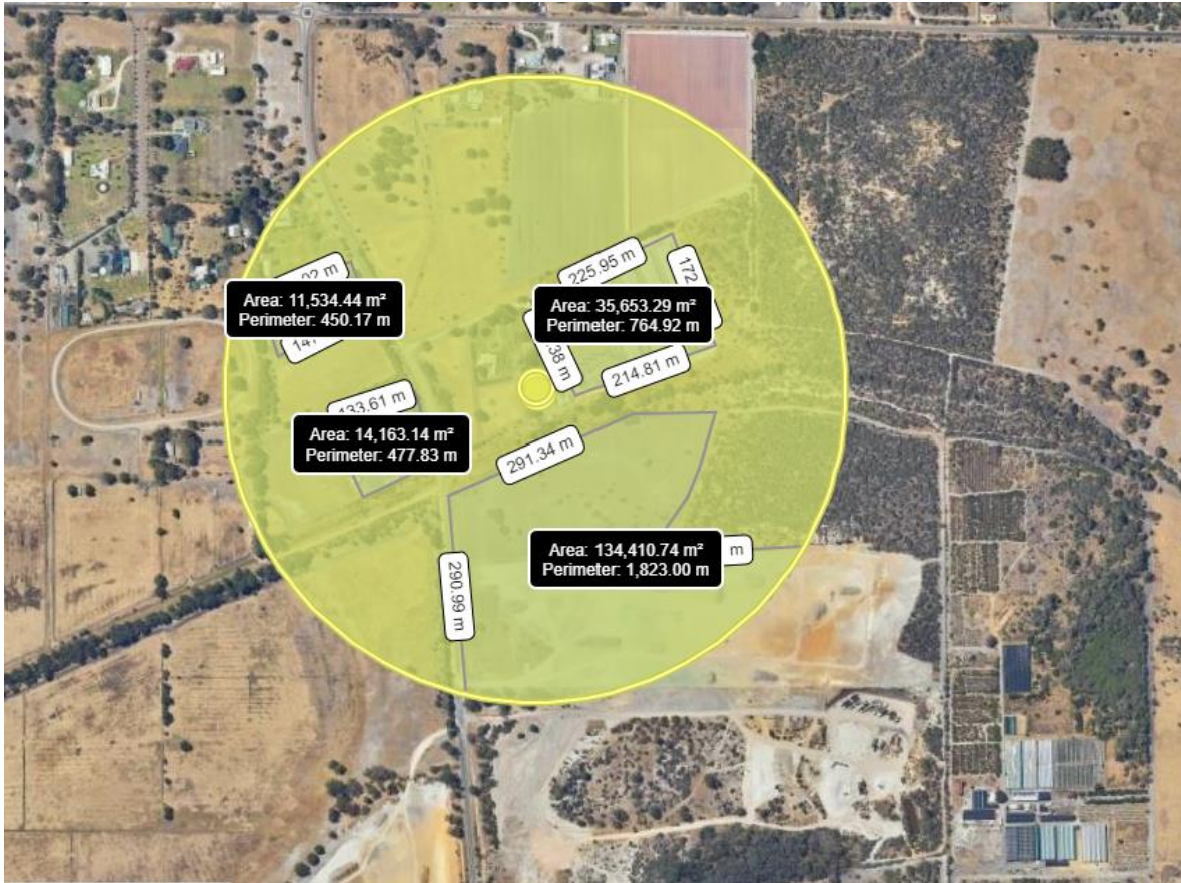 225.95 m
Area: 11,534.44 m²
Perimeter: 450.17 m
Area: 35,653.29 m²
Perimeter: 764.92 m
214.81 m
133.61 m
Area: 14,163.14 m²
Perimeter: 477.83 m
291.34 m
Area: 134,410.74 m²
Perimeter: 1,823.00 m
m
290.99 m